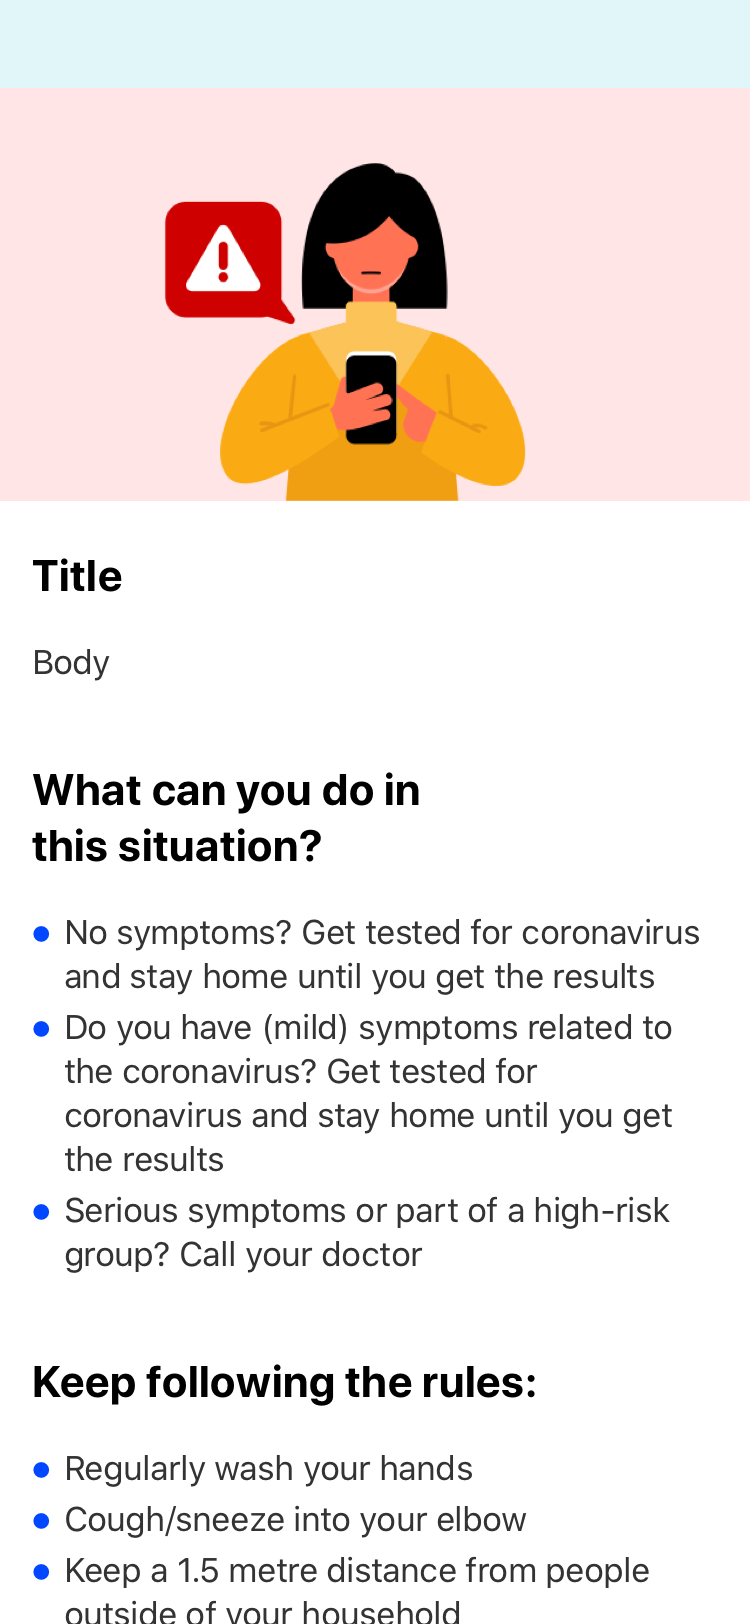 Title
Body
What can you do in
this situation?
No symptoms? Get tested for coronavirus
and stay home until you get the results
Do you have (mild) symptoms related to
the coronavirus? Get tested for
coronavirus and stay home until you get
the results
Serious symptoms or part of a high-risk
group? Call your doctor
Keep following the rules:
Regularly wash your hands
Cough/sneeze into your elbow
Keep a 1.5 metre distance from people
outside of your household